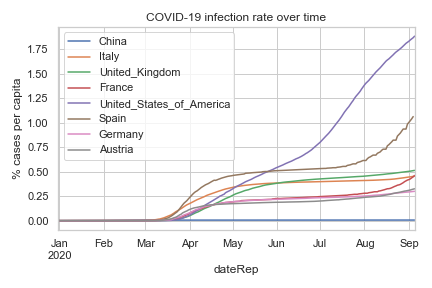 COVID-19 infection rate over time
China
Italy
United_Kingdom
France
United_States_of_America
Spain
Germany
Austria
% cases per capita
1.75
1.50
1.25
1.00
0.75
0.50
0.25
0.00
Jan Feb Mar Apr May Jun Jul Aug Sep
2020
dateRep